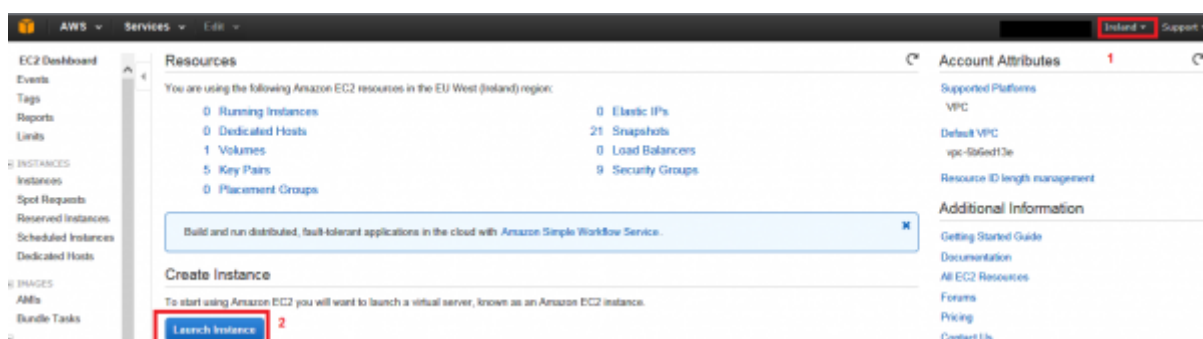 AWS Services Edit Ireland Support
EC2 Dashboard
Events
Tags
Reports
Limits
INSTANCES
Instances
Spot Requests
Reserved Instances
Scheduled Instances
Dedicated Hosts
IMAGES
AMIs
Bundle Tasks
Resources
You are using the following Amazon EC2 resources in the EU West (Ireland) region:
0 Running Instances
0 Elastic IPs
0 Dedicated Hosts
21 Snapshots
1 Volumes
0 Load Balancers
5 Key Pairs
9 Security Groups
0 Placement Groups
Build and run distributed, fault-tolerant applications in the cloud with Amazon Simple Workflow Service.
Create Instance
To start using Amazon EC2 you will want to launch a virtual server, known as an Amazon EC2 instance.
Launch Instance 2
Account Attributes 1
Supported Platforms
VPC
Default VPC
vpc-5b6ed13e
Resource ID length management
Additional Information
Getting Started Guide
Documentation
All EC2 Resources
Forums
Pricing
Contact Us